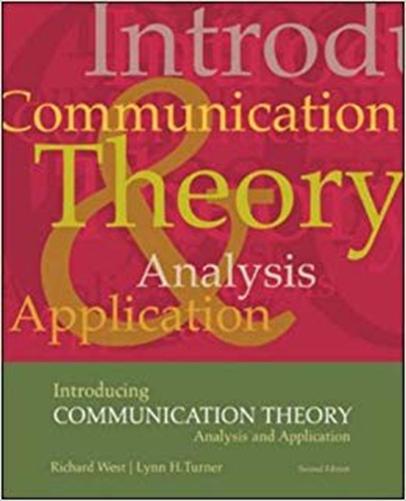 Introdu
Communication
Theory
&
Analysis
Application
Introducing
COMMUNICATION THEORY
Analysis and Application
Richard West | Lynn H. Turner
Second Edition